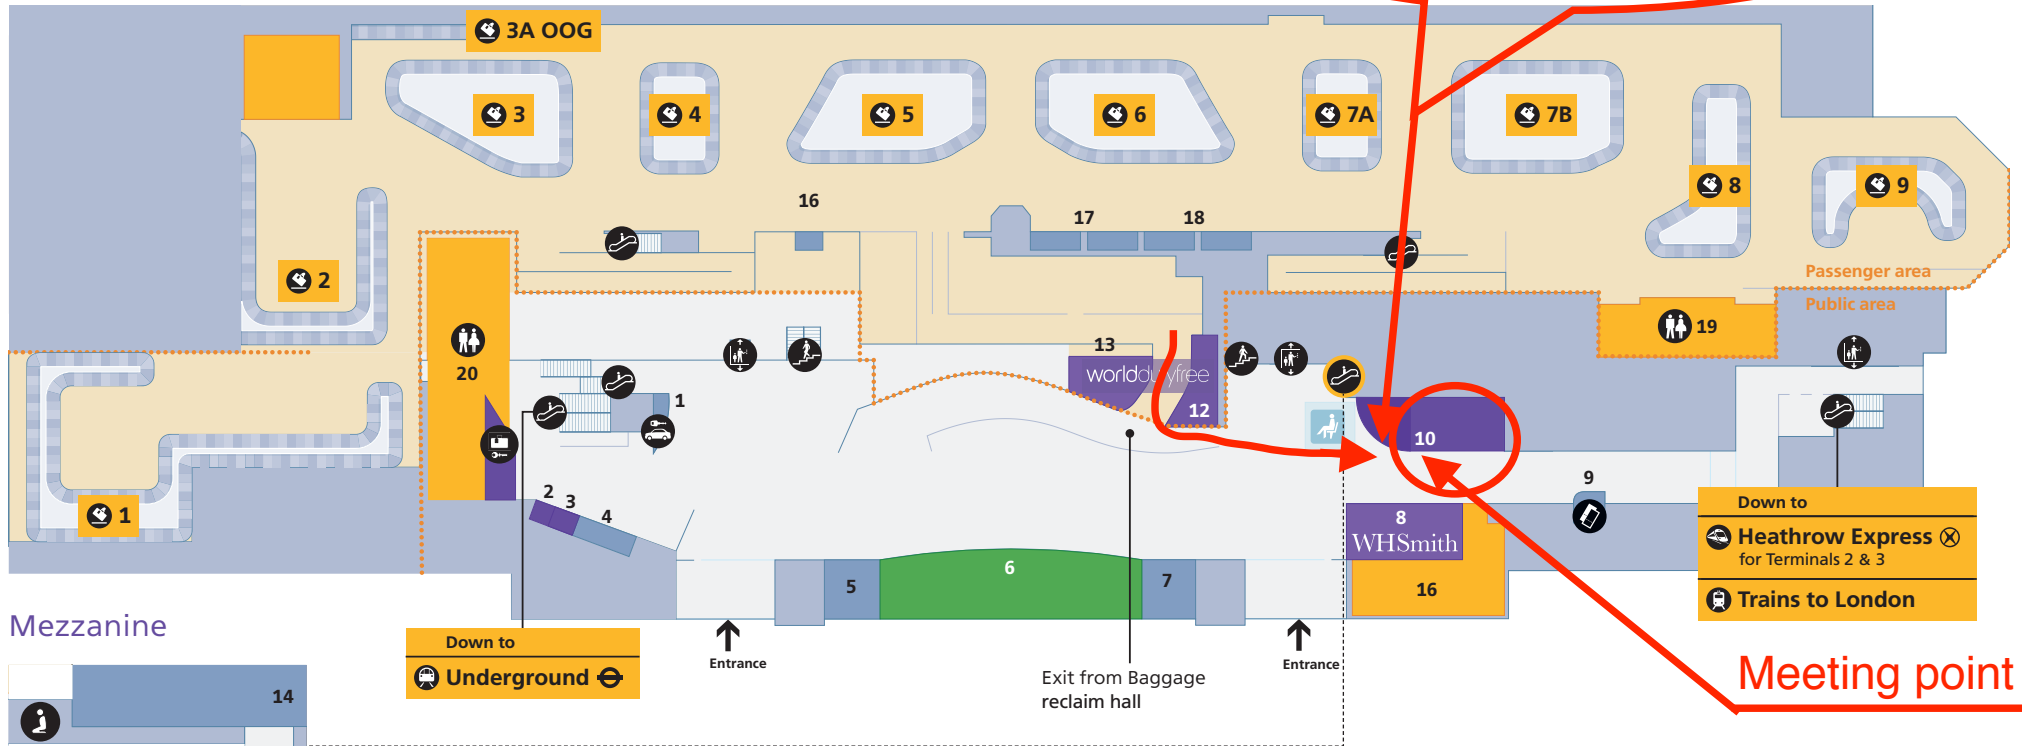 3A OOG
3
4
5
6
7A
7B
8
9
16
17
18
2
Passenger area
Public area
19
20
13
worlddutyfree
12
1
10
1
2
3
4
9
8
WHSmith
5
6
7
16
Down to
Heathrow Express
for Terminals 2 & 3
Trains to London
Mezzanine
Down to
Underground
Entrance
Entrance
Exit from Baggage
reclaim hall
Meeting point
14